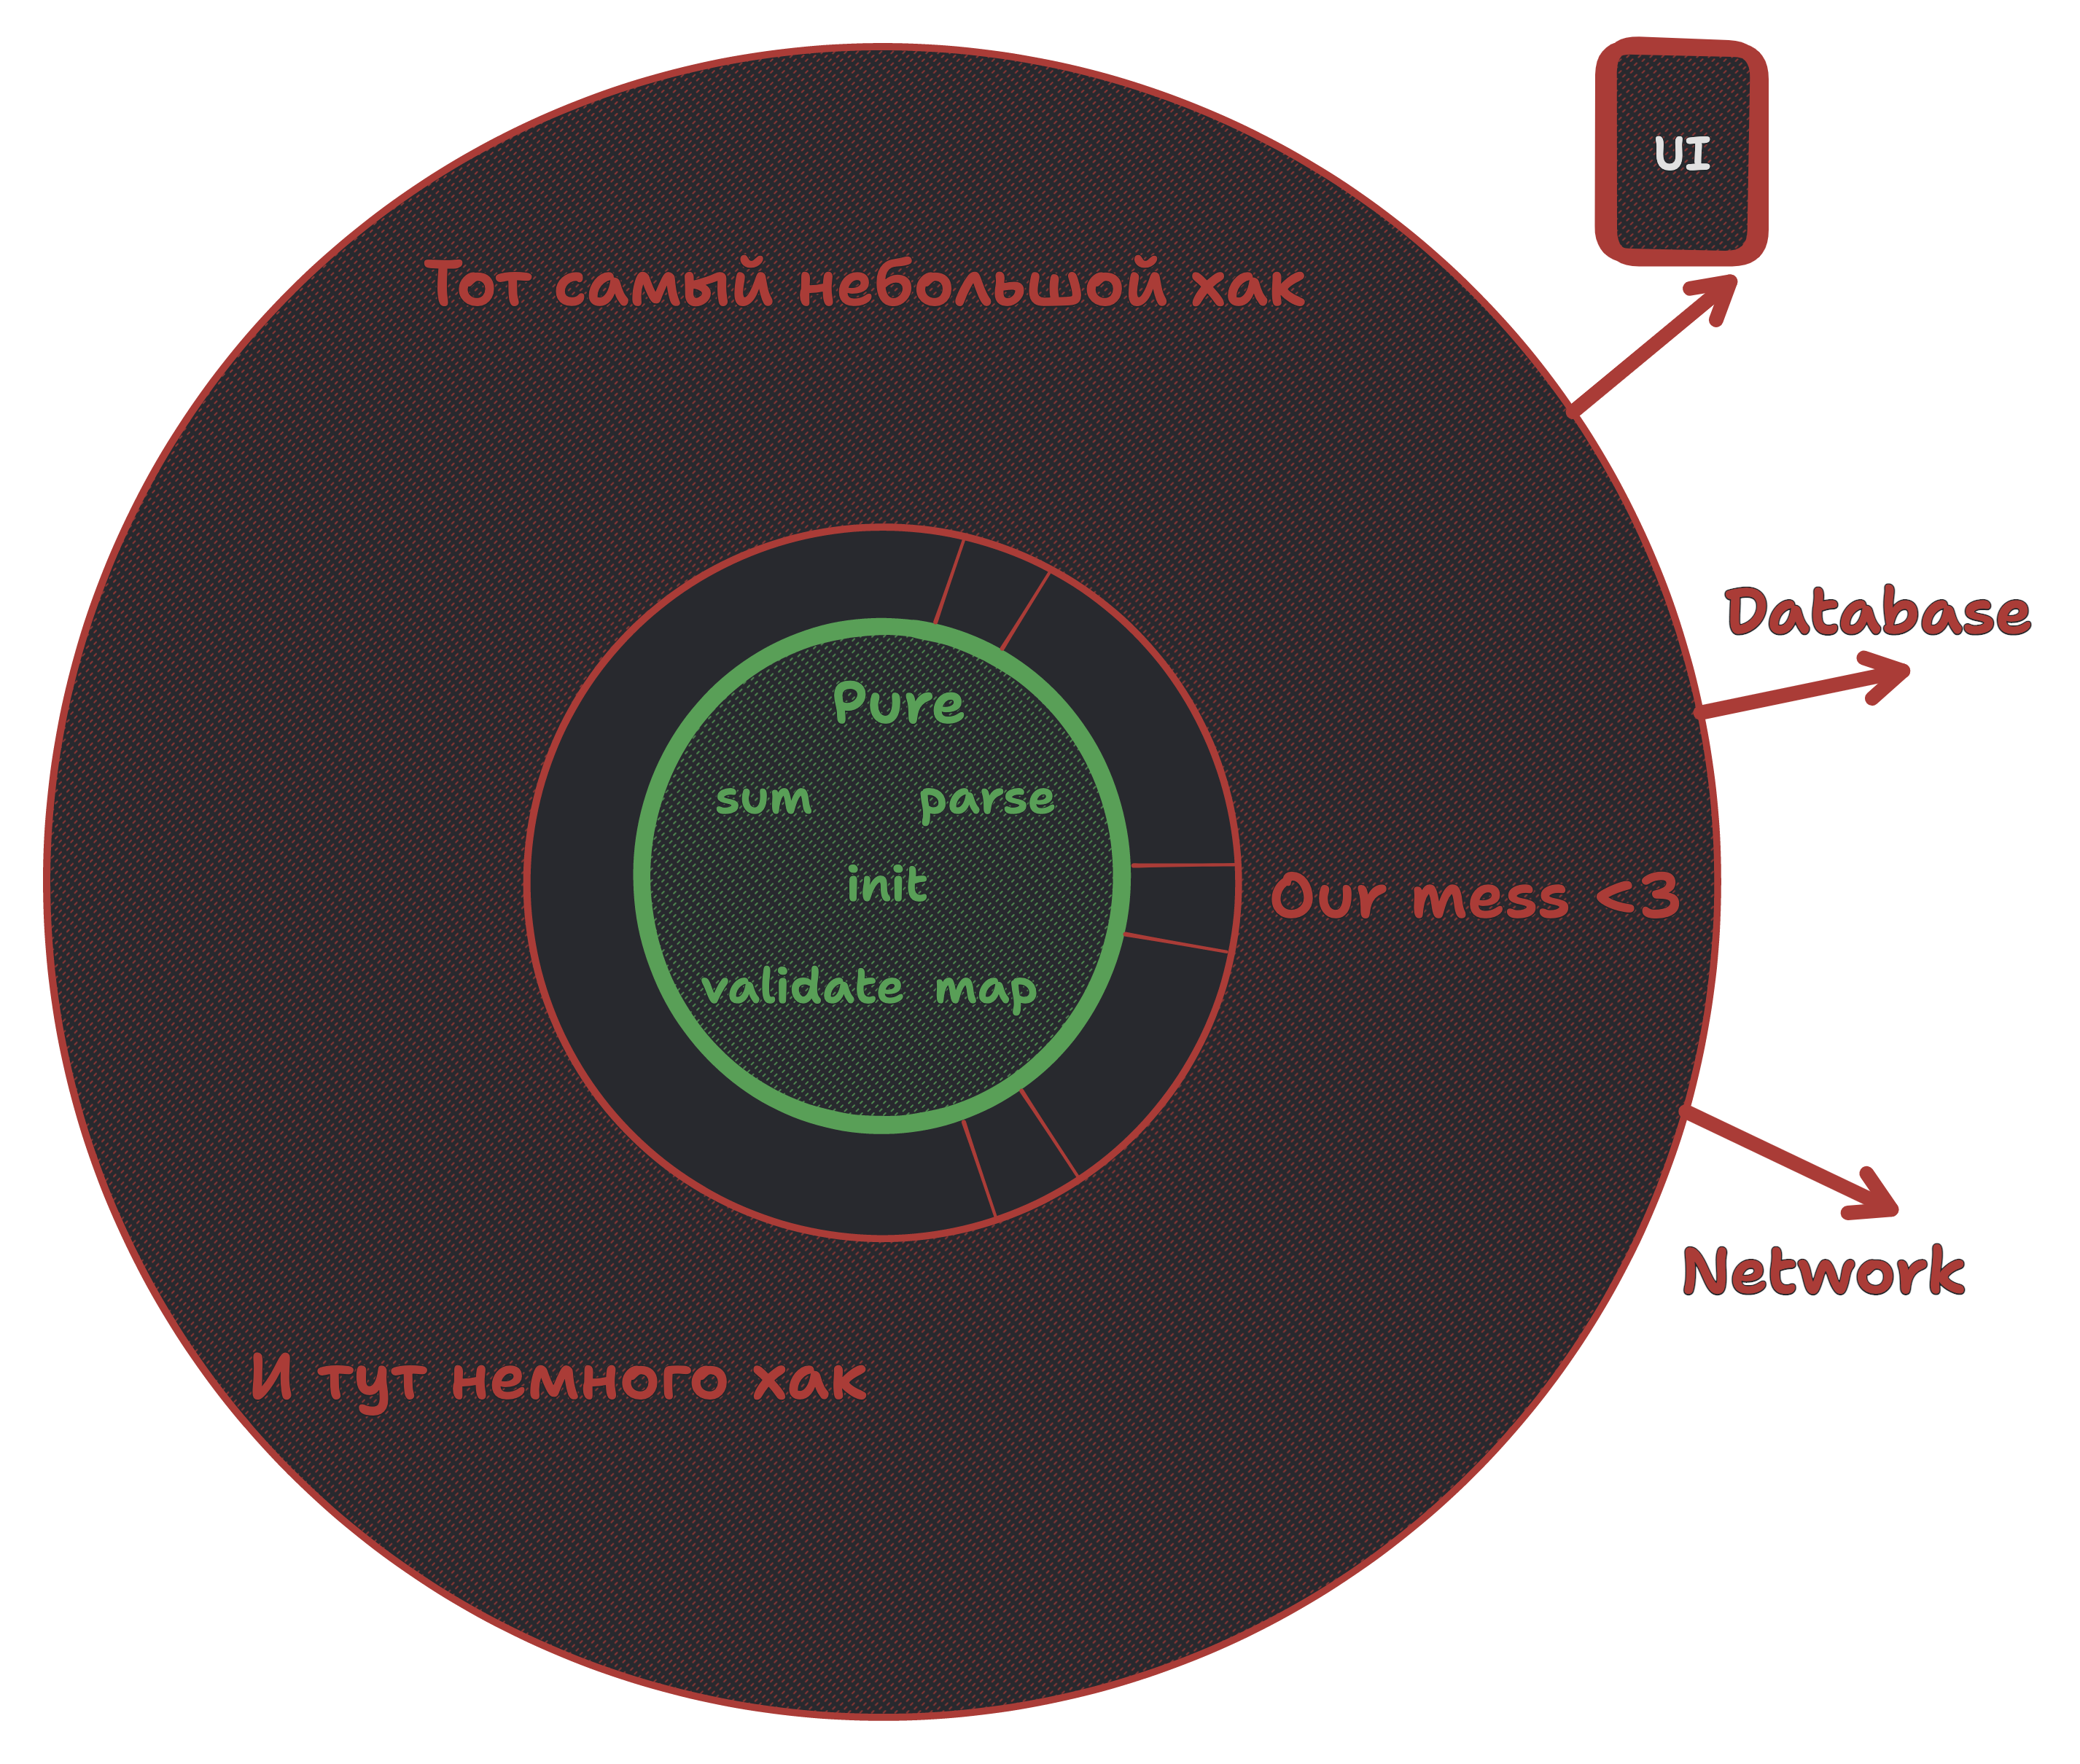 UI
Тот самый небольшой хак
Database
Pure
sum parse
init
Our mess <3
validate map
Network
И тут немного хак